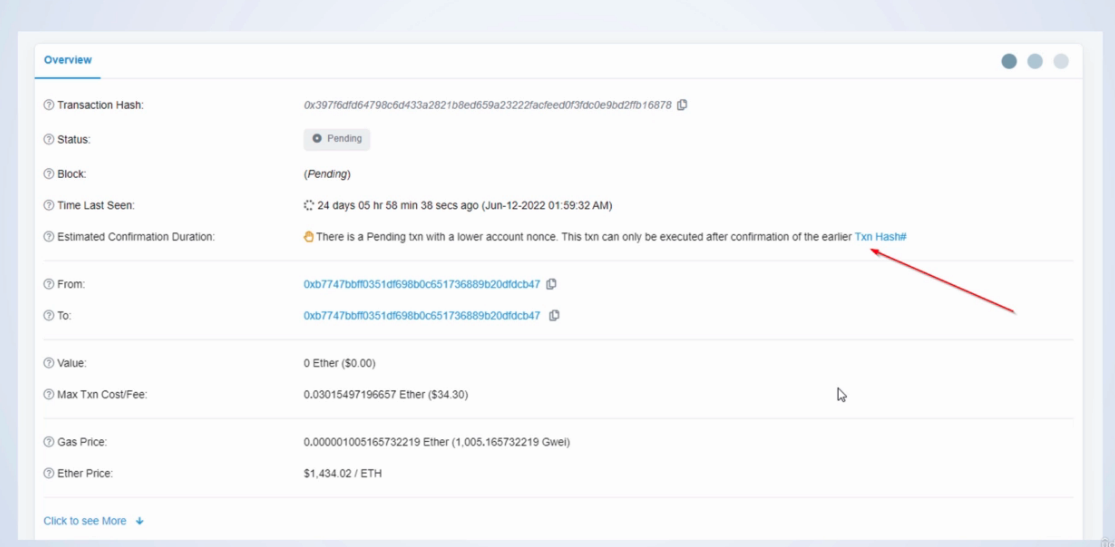 Overview
Transaction Hash: 0x397f6dfd64798c6d433a2821b8ed659a23222facfeed0f3fdc0e9bd2ffb16878
Status: Pending
Block: (Pending)
Time Last Seen: 24 days 05 hr 58 min 38 secs ago (Jun-12-2022 01:59:32 AM)
Estimated Confirmation Duration: There is a Pending txn with a lower account nonce. This txn can only be executed after confirmation of the earlier Txn Hash#
From: 0xb7747bbff0351df698b0c651736889b20dfdcb47
To: 0xb7747bbff0351df698b0c651736889b20dfdcb47
Value: 0 Ether ($0.00)
Max Txn Cost/Fee: 0.03015497196657 Ether ($34.30)
Gas Price: 0.000001005165732219 Ether (1,005.165732219 Gwei)
Ether Price: $1,434.02 / ETH
Click to see More